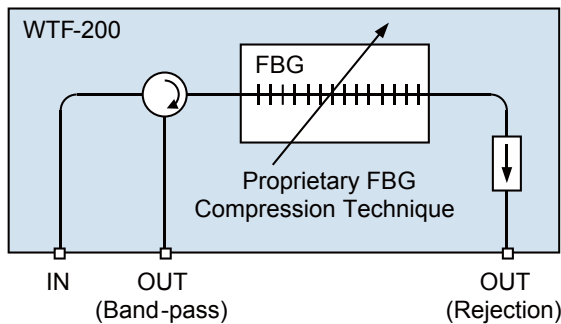 WTF-200
FBG
Proprietary FBG
Compression Technique
IN
OUT
(Band-pass)
OUT
(Rejection)